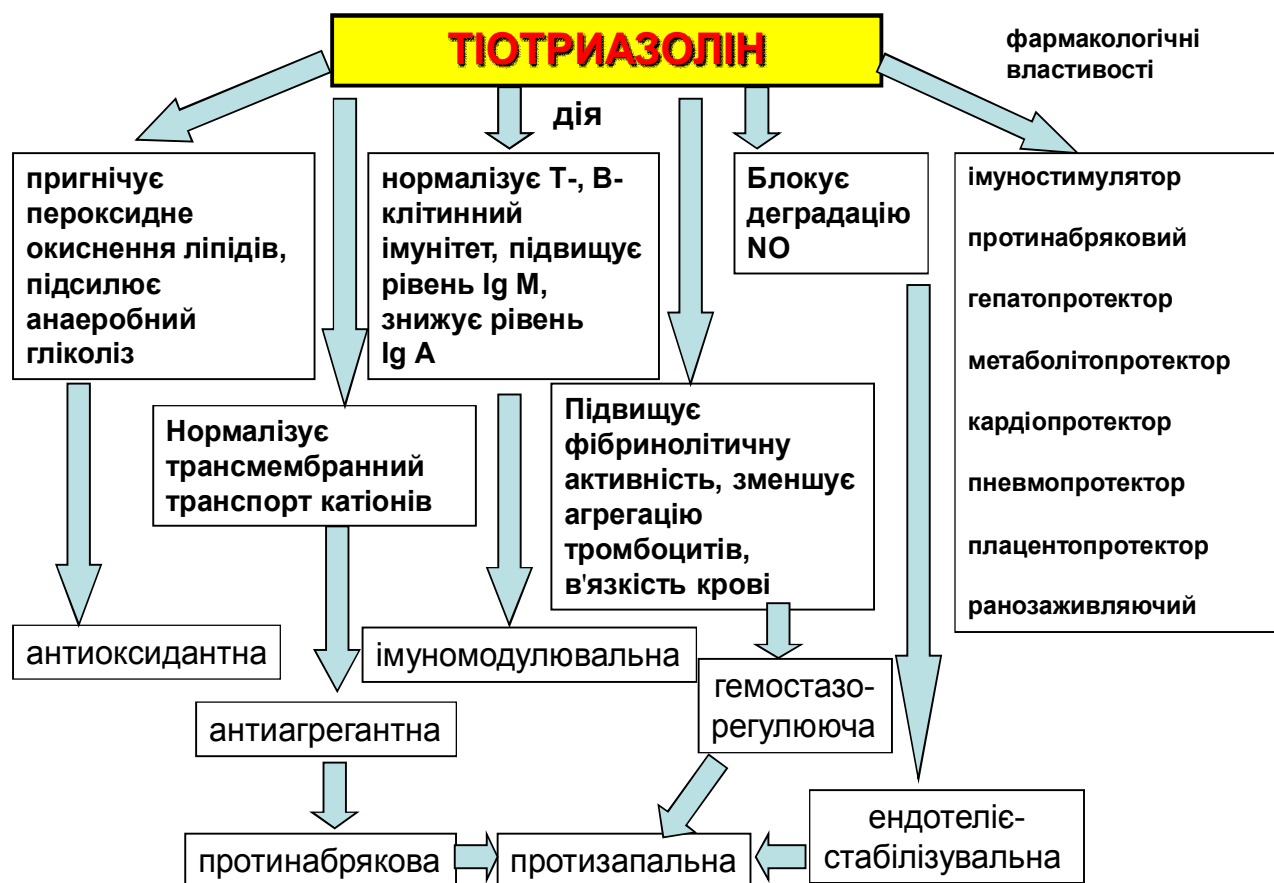 ТІОТРИАЗОЛІН
фармакологічні
властивості
дія
пригнічує
пероксидне
окиснення ліпідів,
підсилює
анаеробний
гліколіз
нормалізує Т-, В-
клітинний
імунітет, підвищує
рівень Ig M,
знижує рівень
Ig A
Блокує
деградацію
NO
імуностимулятор
протинабряковий
гепатопротектор
метаболітопротектор
кардіопротектор
пневмопротектор
плацентопротектор
ранозаживляючий
Нормалізує
трансмембранний
транспорт катіонів
Підвищує
фібринолітичну
активність, зменшує
агрегацію
тромбоцитів,
в'язкість крові
антиоксидантна
імуномодулювальна
гемостазо-
регулююча
антиагрегантна
ендотеліє-
стабілізувальна
протинабрякова
протизапальна